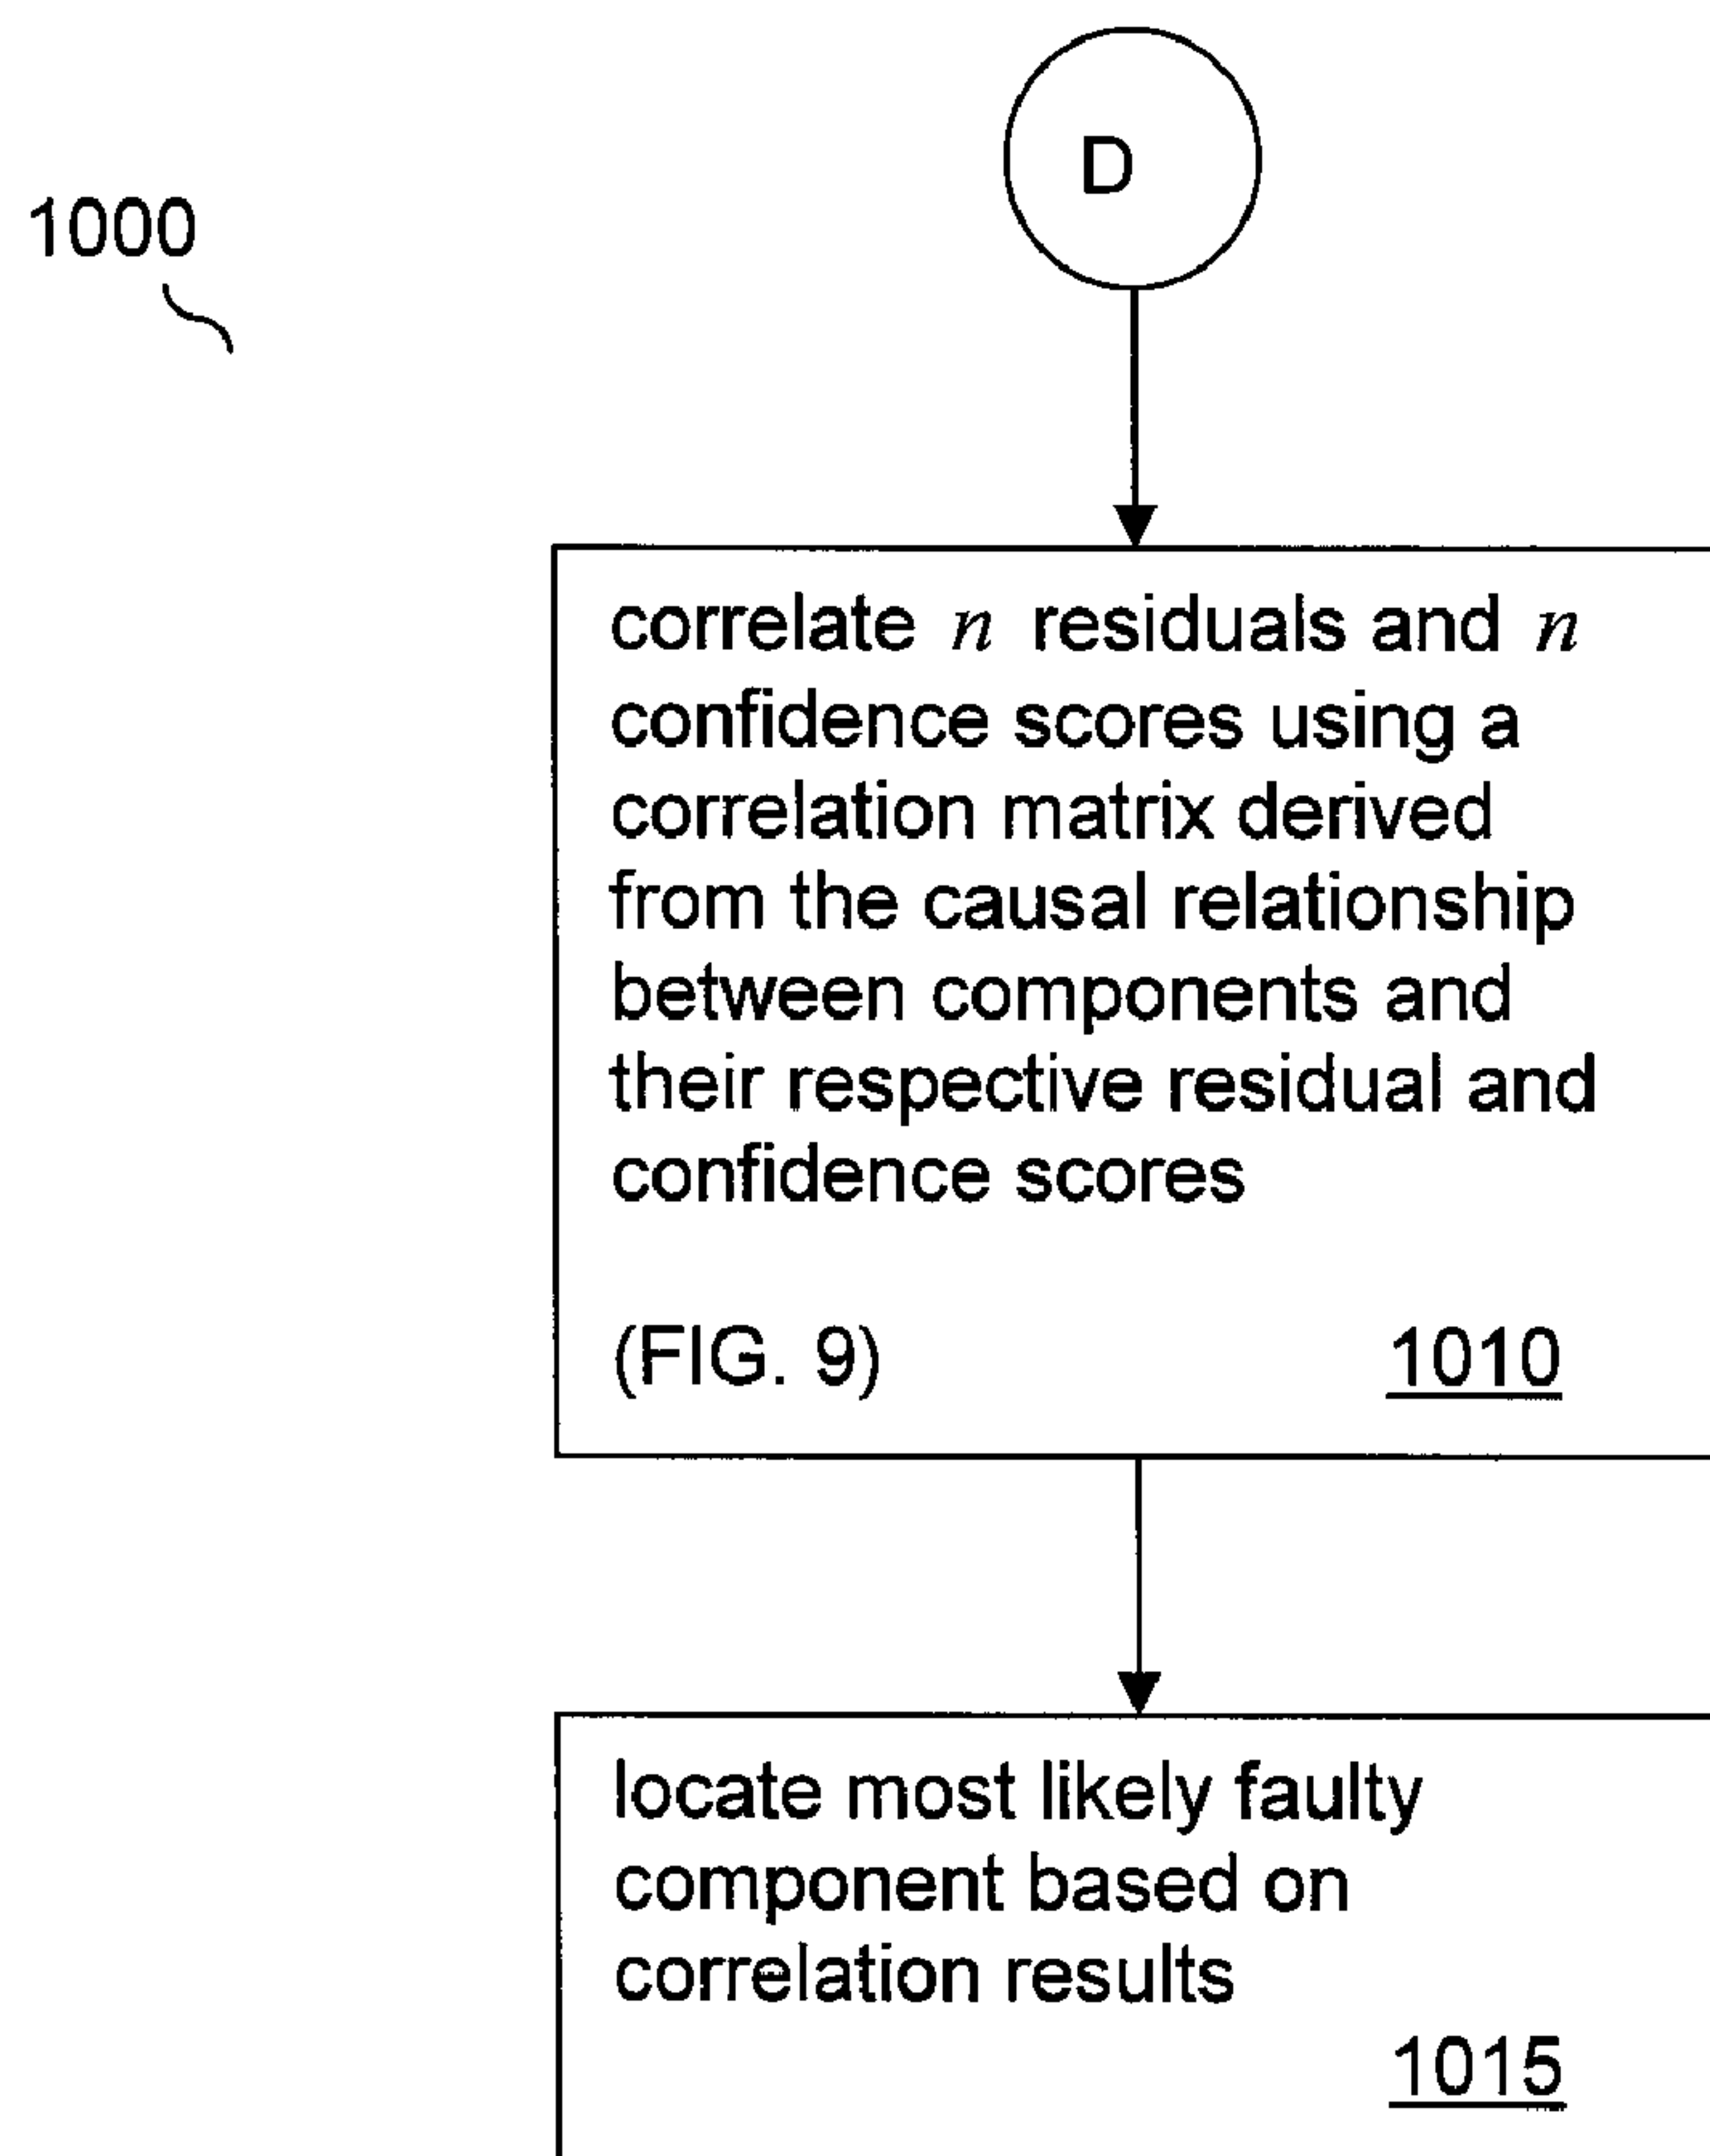 D
1000
correlate n residuals and n
confidence scores using a
correlation matrix derived
from the causal relationship
between components and
their respective residual and
confidence scores
(FIG. 9) 1010
locate most likely faulty
component based on
correlation results
1015